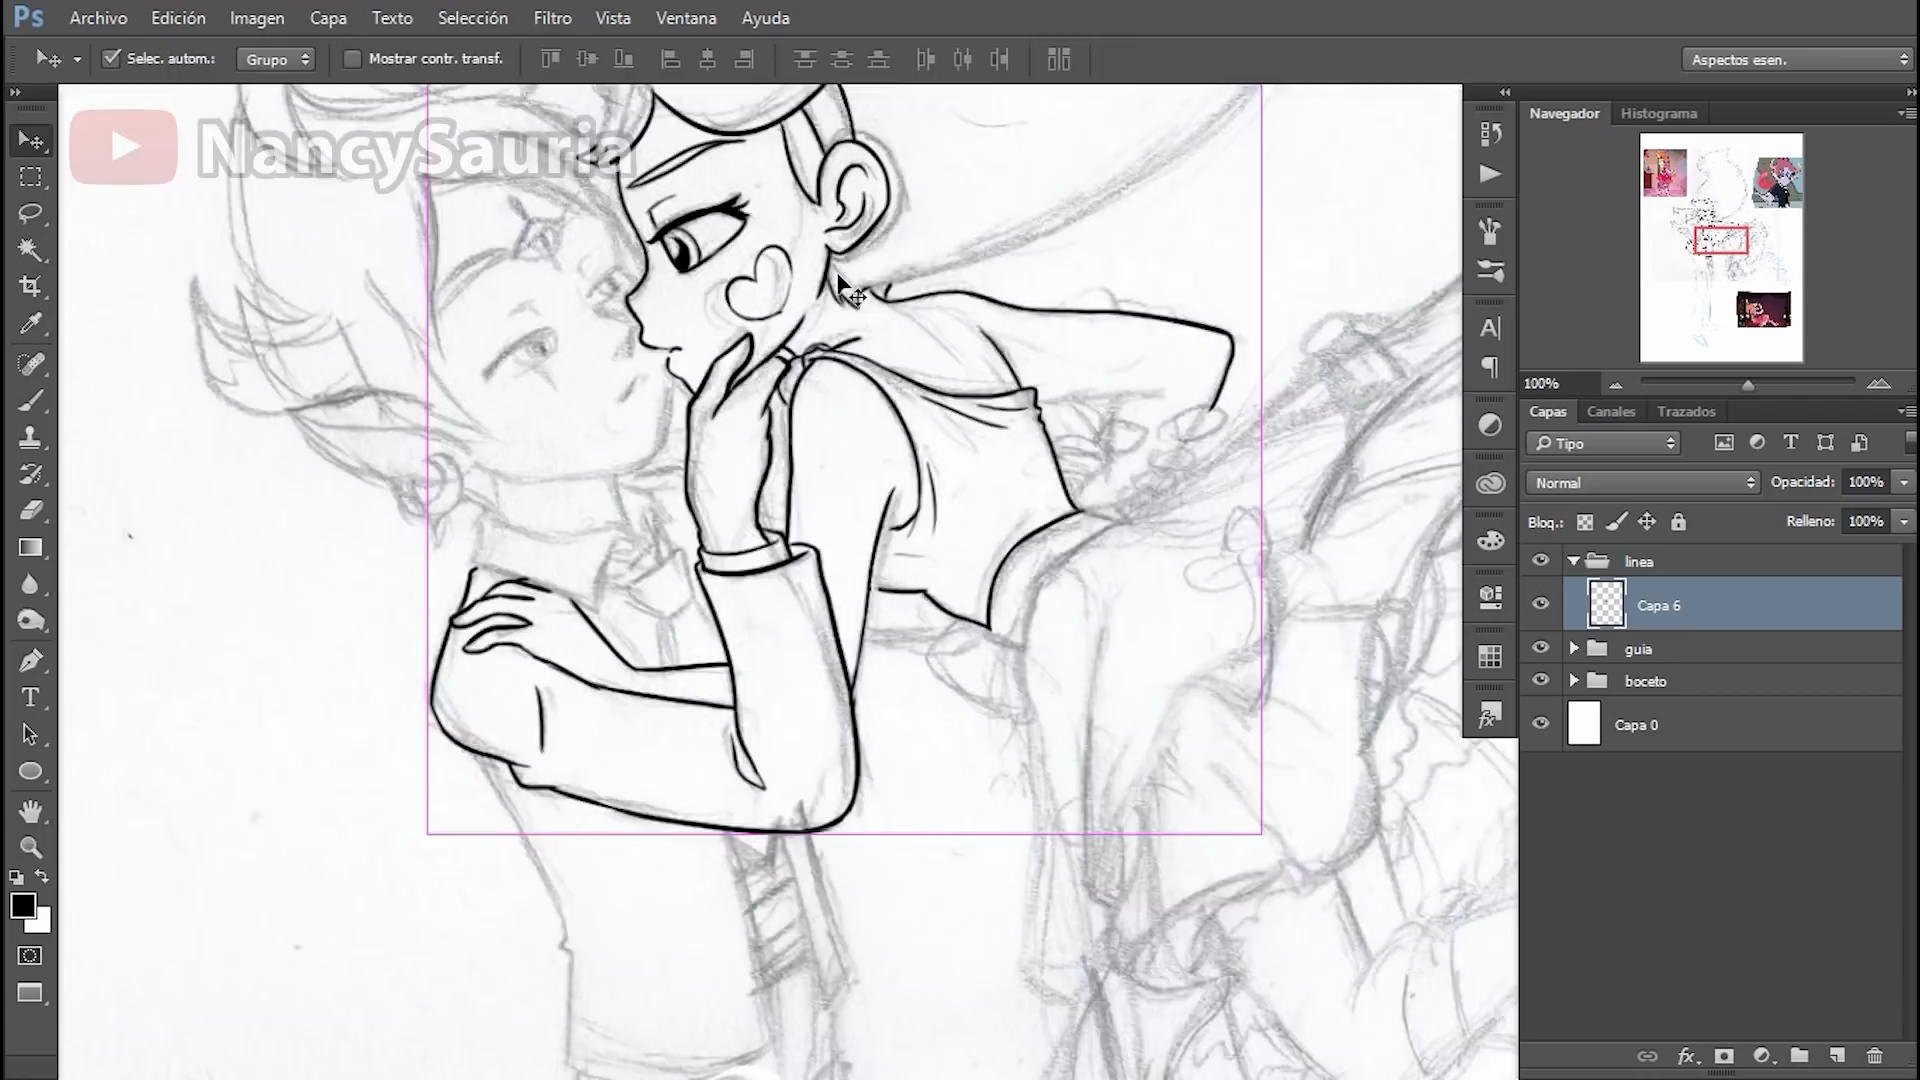 Ps Archivo Edición Imagen Capa Texto Selección Filtro Vista Ventana Ayuda
Selec. autom.: Grupo Mostrar contr. transf. Aspectos esen.
NancySauria
Navegador Histograma
100%
Capas Canales Trazados
Tipo
Normal Opacidad: 100%
Bloq.: Relleno: 100%
linea
Capa 6
guia
boceto
Capa 0